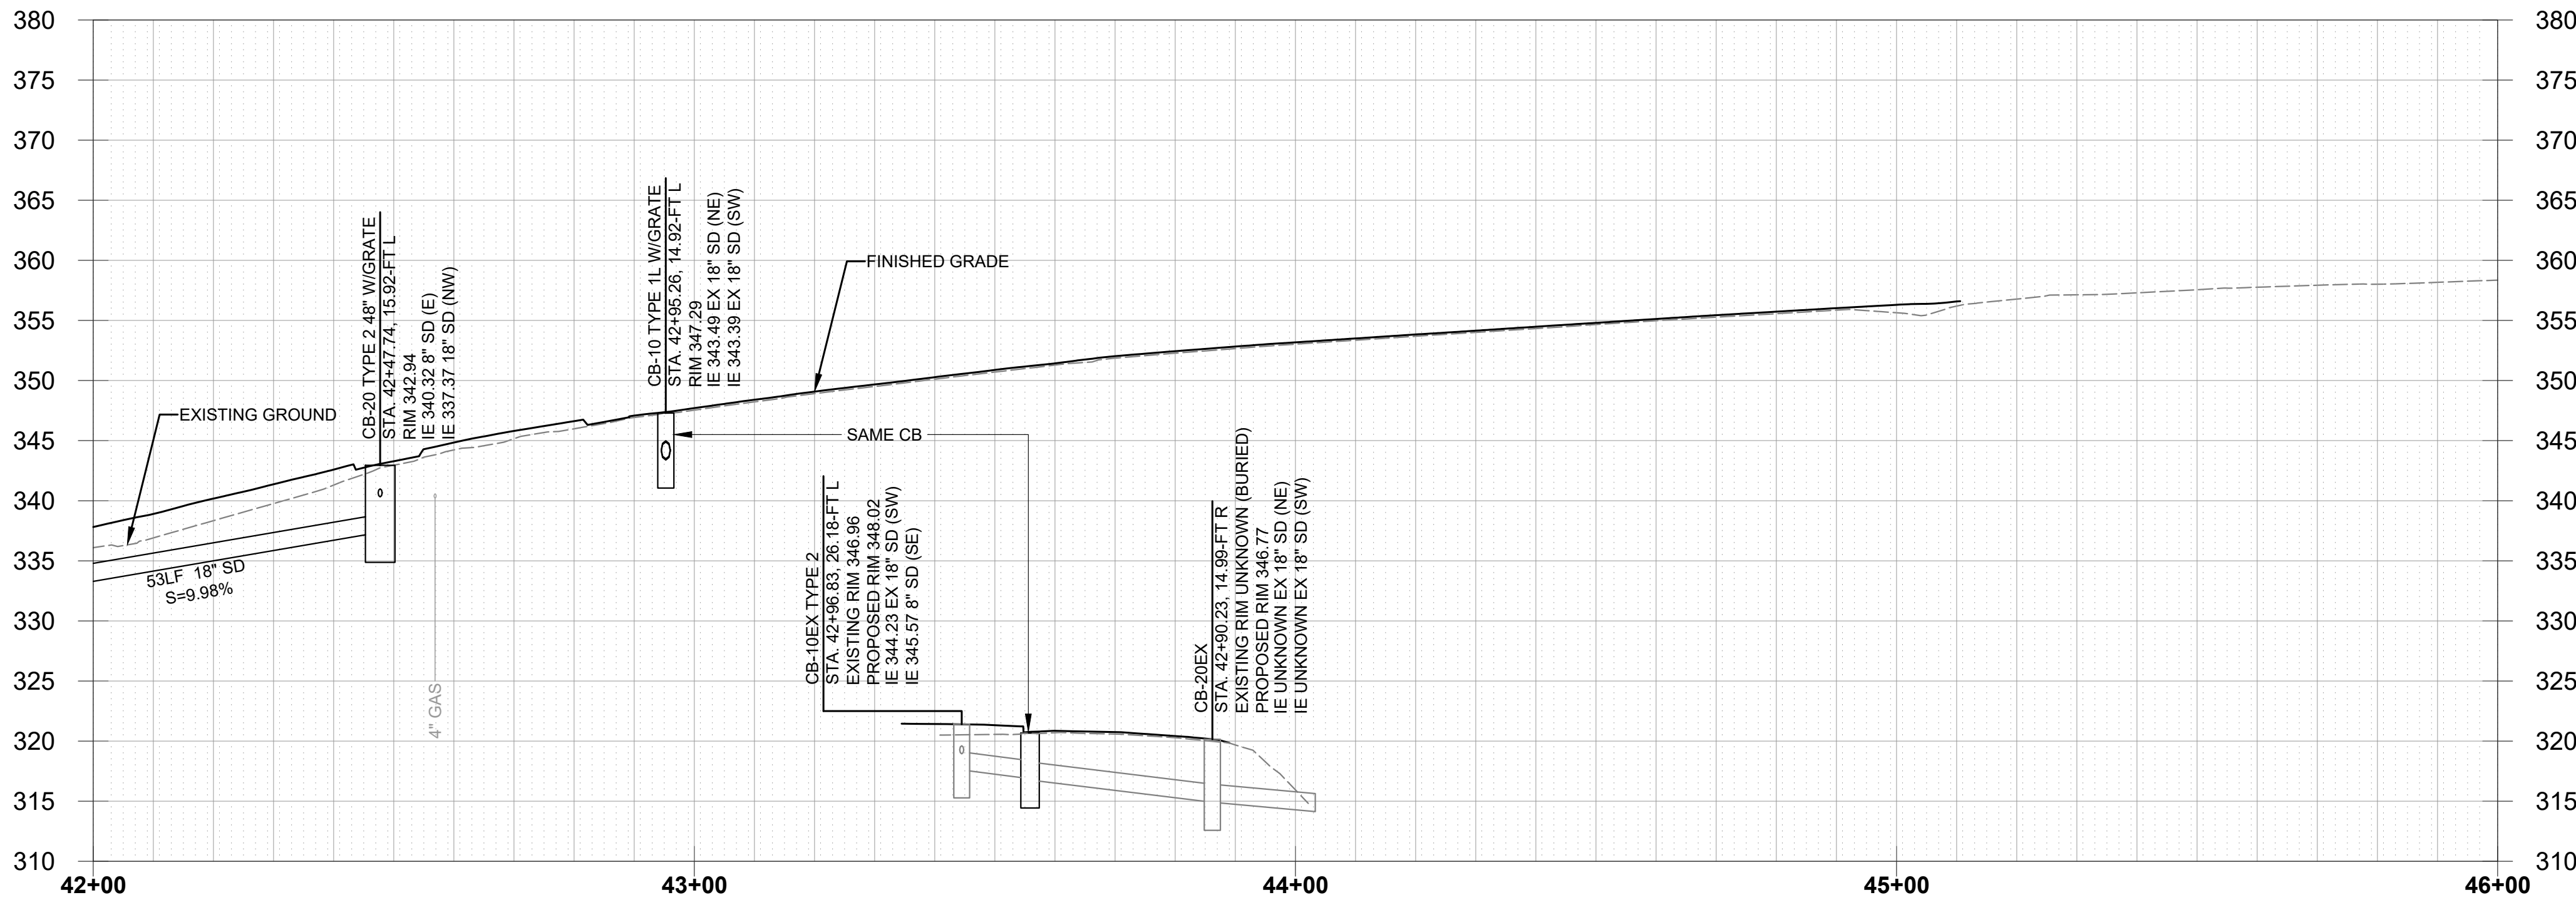 380
375
370
365
360
355
350
345
340
335
330
325
320
315
310
380
375
370
365
360
355
350
345
340
335
330
325
320
315
310
42+00
43+00
44+00
45+00
46+00
EXISTING GROUND
53LF 18" SD
S=9.98%
CB-20 TYPE 2 48" W/GRATE
STA. 42+47.74, 15.92-FT L
RIM 342.94
IE 340.32 8" SD (E)
IE 337.37 18" SD (NW)
4" GAS
CB-10 TYPE 1L W/GRATE
STA. 42+95.26, 14.92-FT L
RIM 347.29
IE 343.49 EX 18" SD (NE)
IE 343.39 EX 18" SD (SW)
FINISHED GRADE
SAME CB
CB-10EX TYPE 2
STA. 42+96.83, 26.18-FT L
EXISTING RIM 346.96
PROPOSED RIM 348.02
IE 344.23 EX 18" SD (SW)
IE 345.57 8" SD (SE)
CB-20EX
STA. 42+90.23, 14.99-FT R
EXISTING RIM UNKNOWN (BURIED)
PROPOSED RIM 346.77
IE UNKNOWN EX 18" SD (NE)
IE UNKNOWN EX 18" SD (SW)